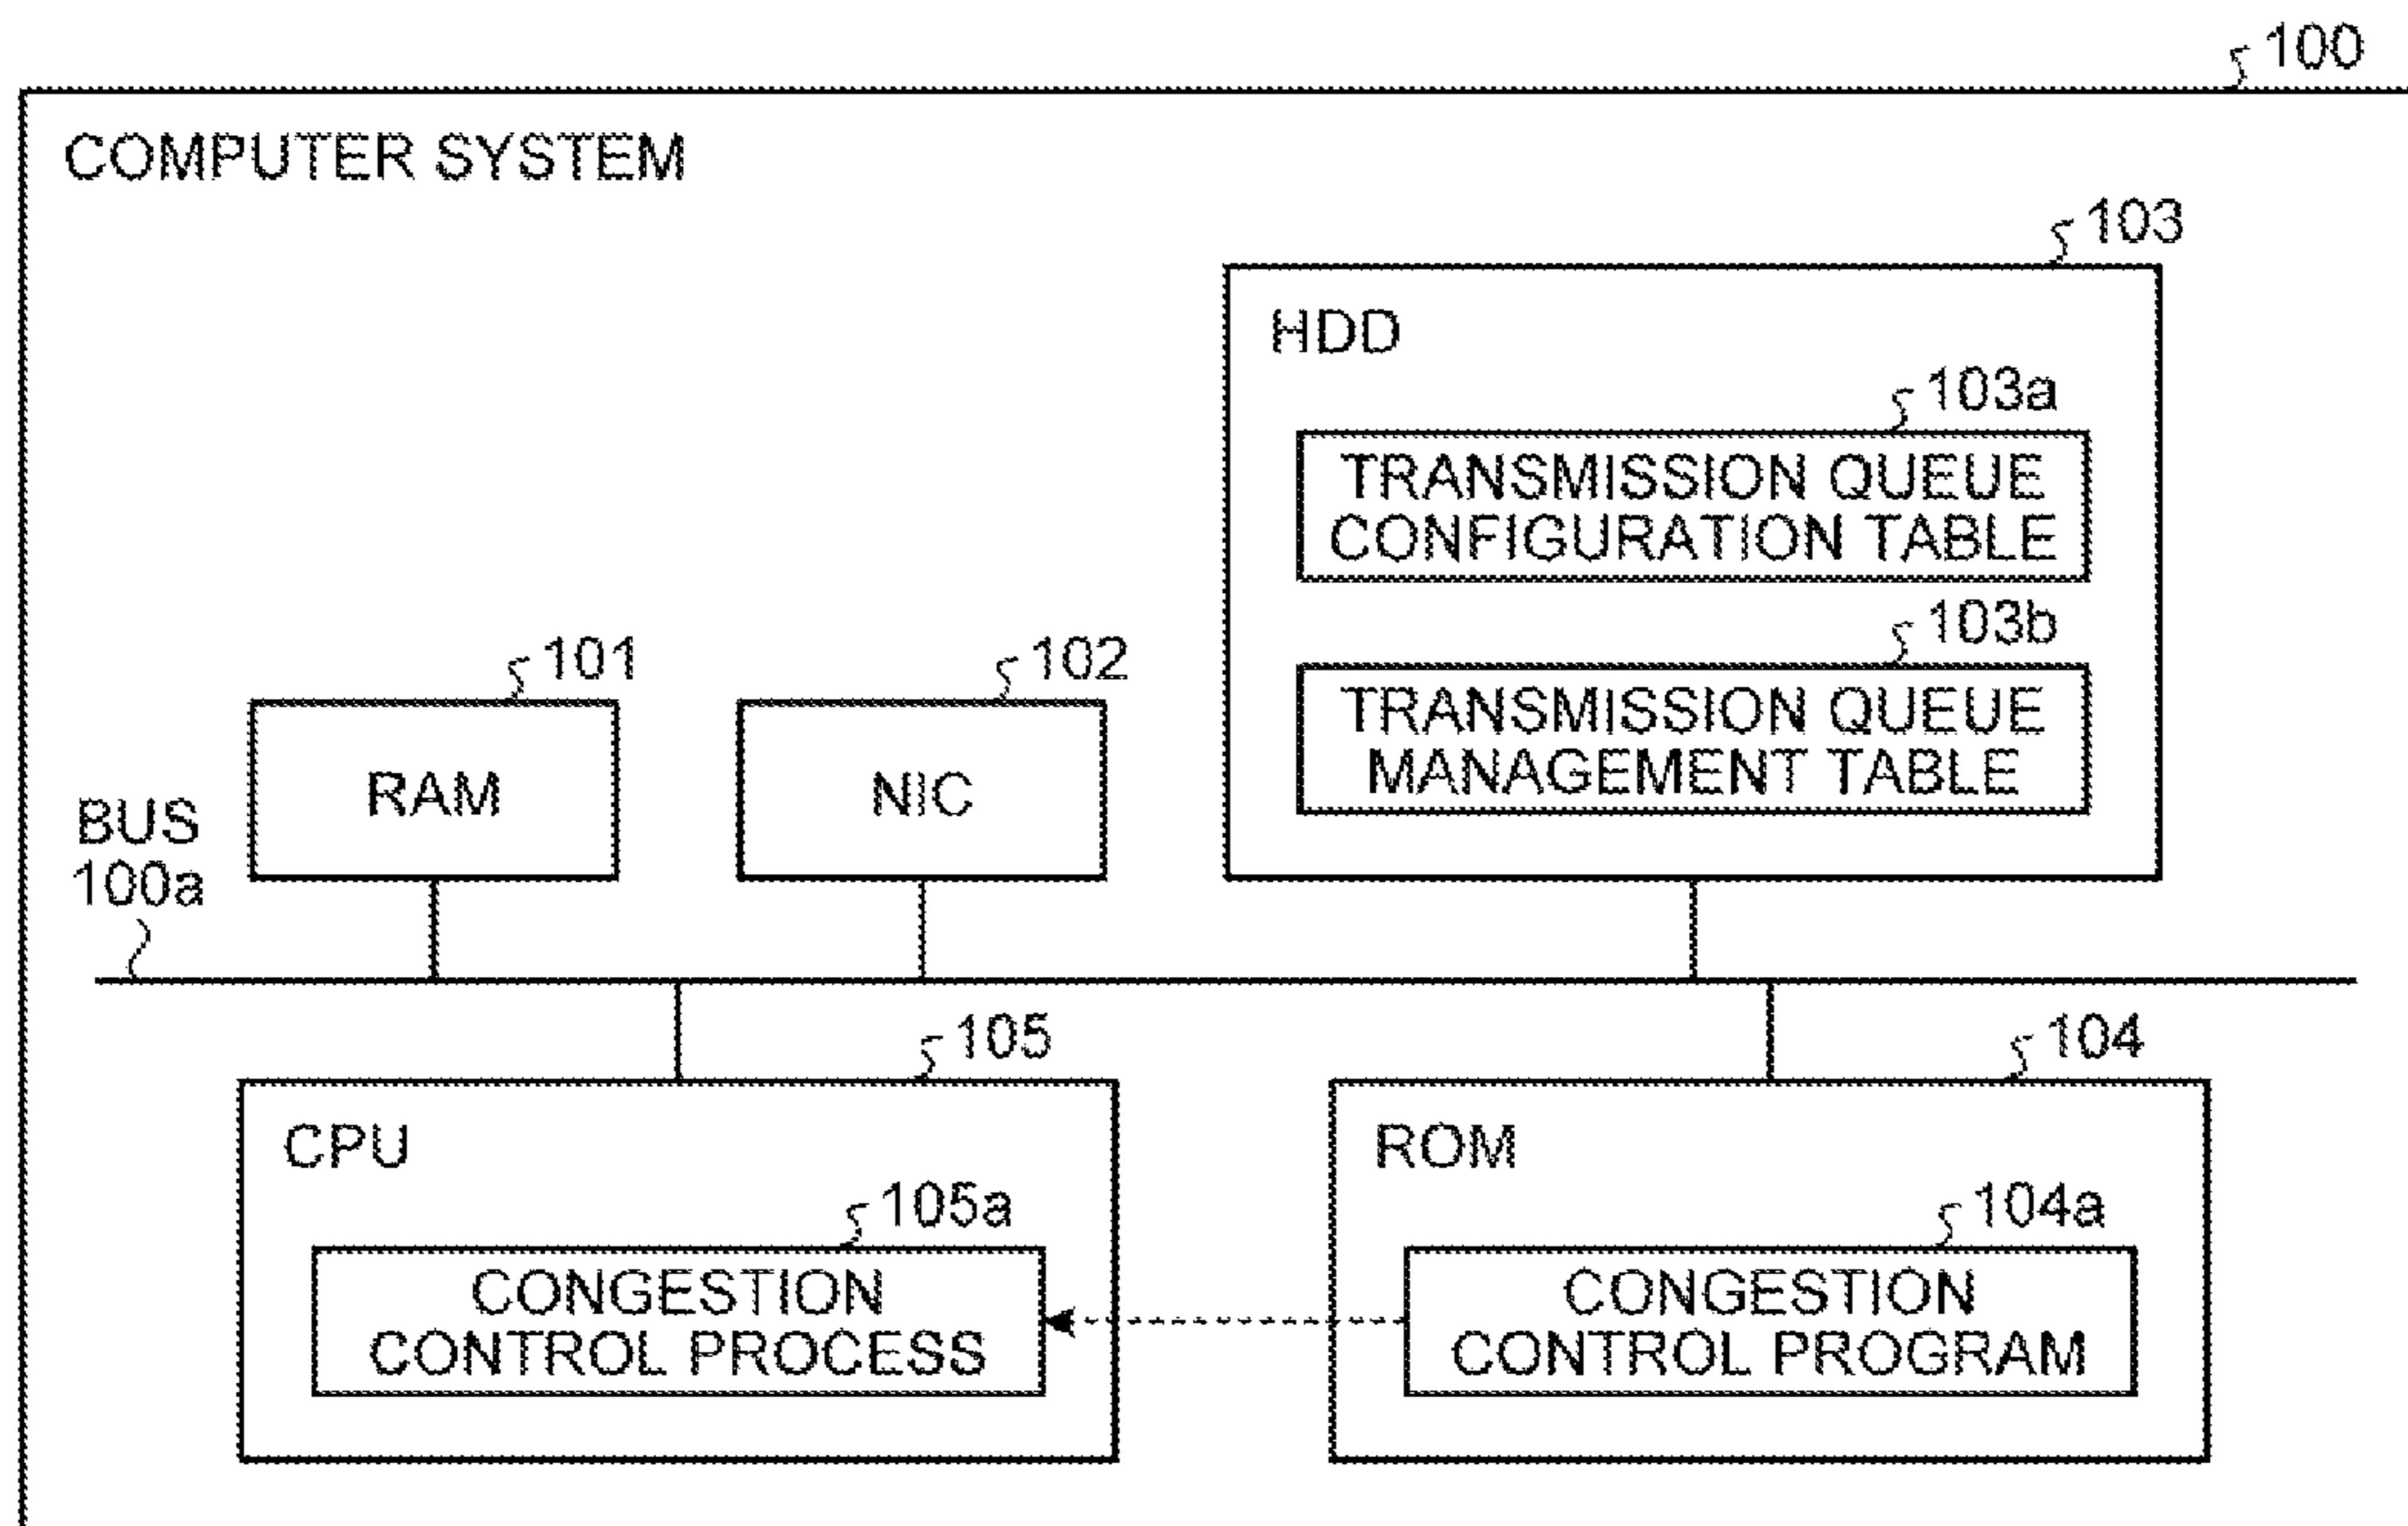 100
COMPUTER SYSTEM
103
HDD
103a
TRANSMISSION QUEUE
CONFIGURATION TABLE
103b
TRANSMISSION QUEUE
MANAGEMENT TABLE
101
RAM
102
NIC
BUS
100a
105
CPU
105a
CONGESTION
CONTROL PROCESS
104
ROM
104a
CONGESTION
CONTROL PROGRAM